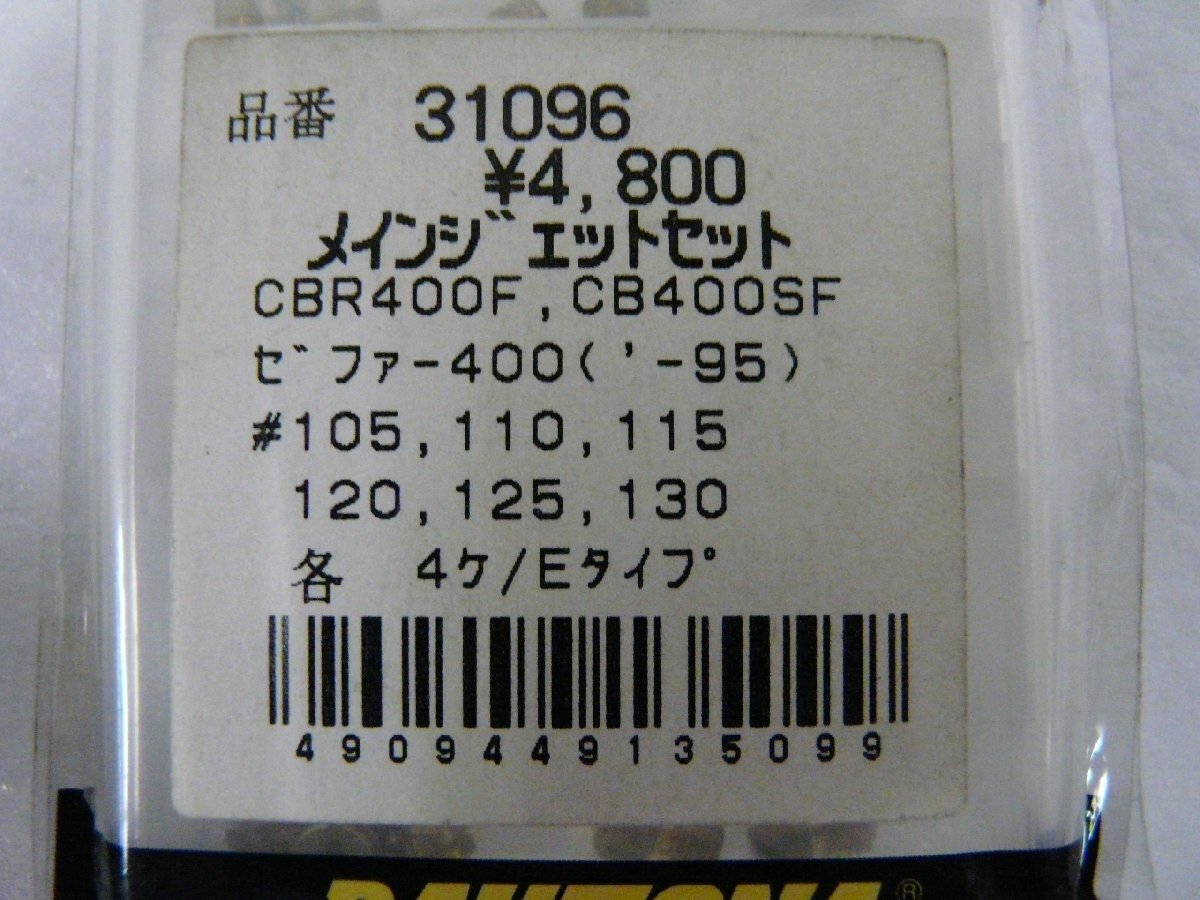 品番 31096
¥4,800
メインジェットセット
CBR400F,CB400SF
ゼファー400('-95)
#105,110,115
120,125,130
各 4ケ/Eタイプ
4909449135099
DAYTONA®